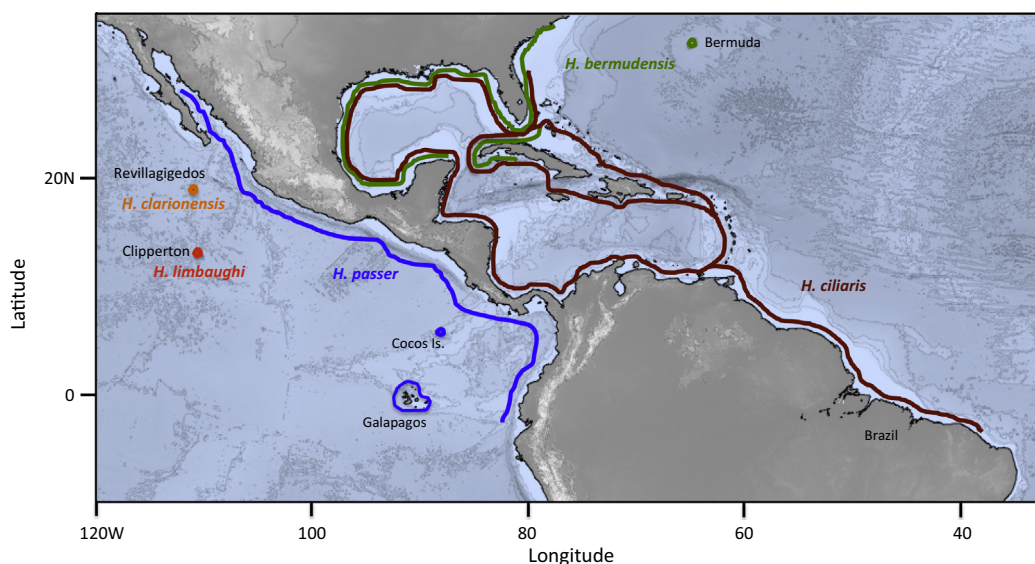 Bermuda
H. bermudensis
20N
Revillagigedos
H. clarionensis
Clipperton
H. limbaughi
H. passer
H. ciliaris
Latitude
Cocos Is.
0
Galapagos
Brazil
120W
100
80
60
40
Longitude